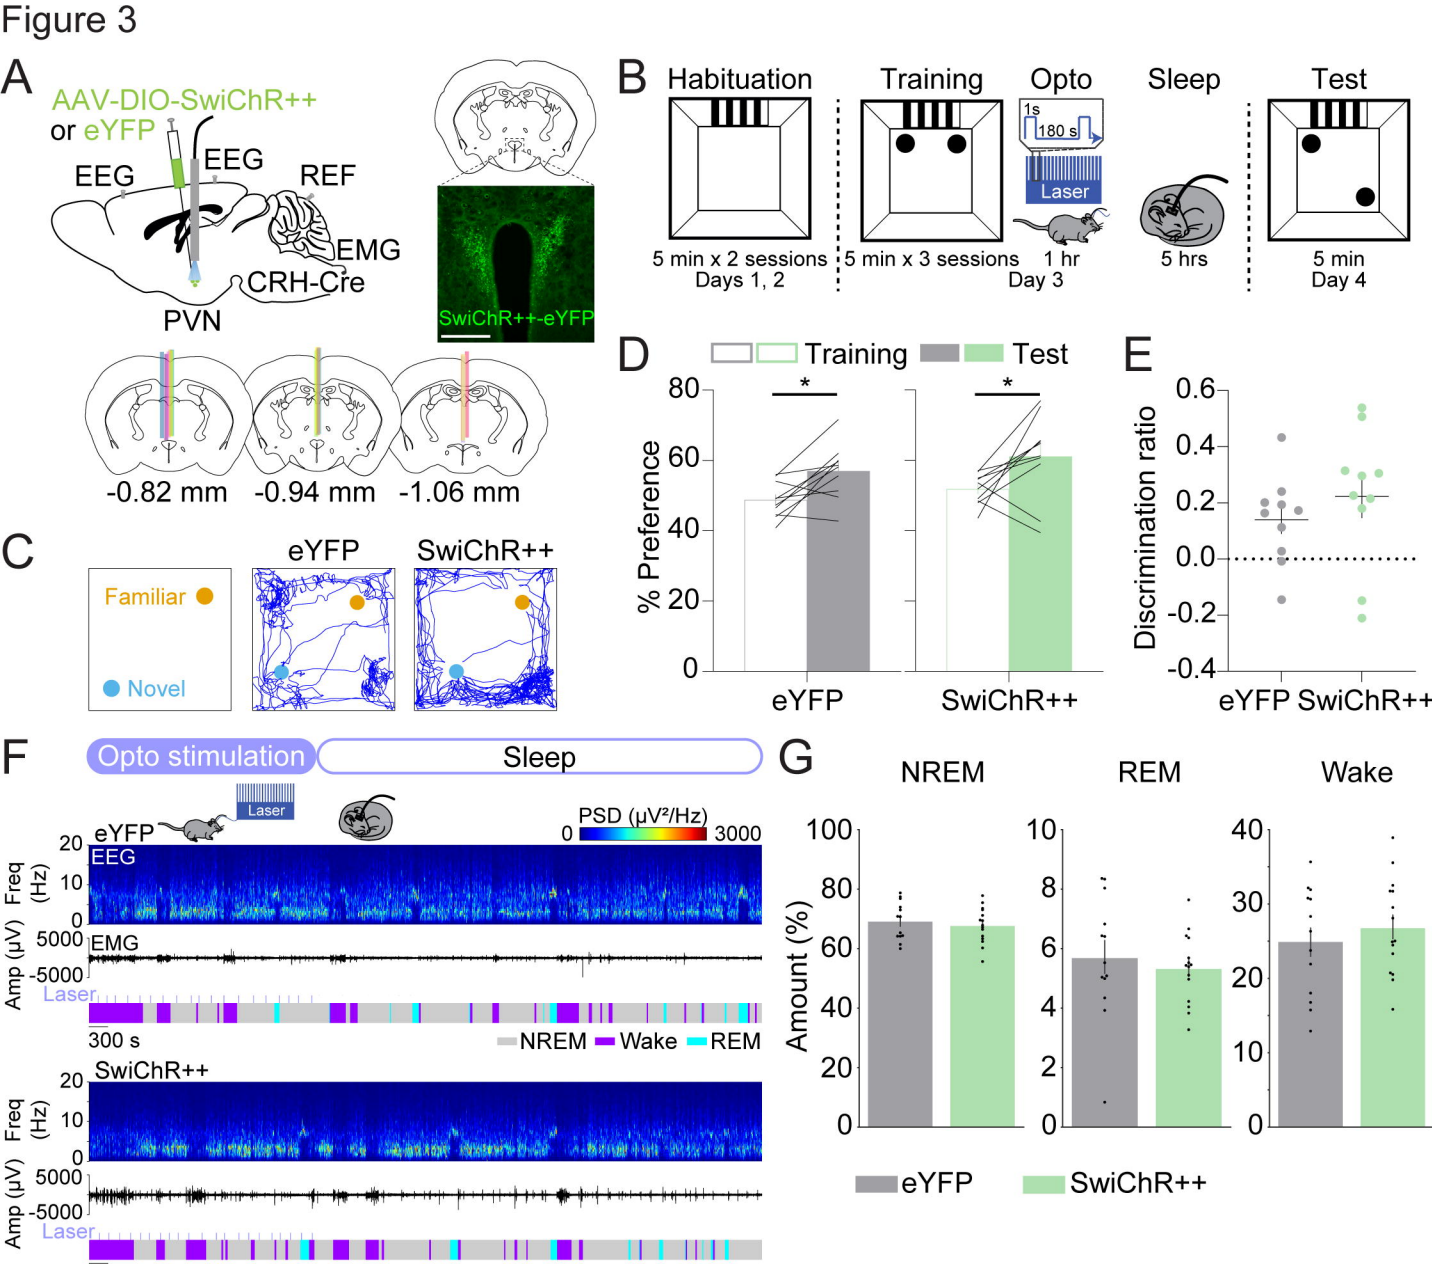 Figure 3
A
AAV-DIO-SwiChR++
or eYFP
EEG
EEG
REF
EMG
CRH-Cre
PVN
SwiChR++-eYFP
-0.82 mm
-0.94 mm
-1.06 mm
B
Habituation
Training
Opto
Sleep
Test
1s
180 s
Laser
5 min x 2 sessions
Days 1, 2
5 min x 3 sessions
1 hr
Day 3
5 hrs
5 min
Day 4
C
Familiar
Novel
eYFP
SwiChR++
D
Training
Test
% Preference
80
60
40
20
0
*
*
eYFP
SwiChR++
E
Discrimination ratio
0.6
0.4
0.2
0.0
-0.2
-0.4
eYFP
SwiChR++
F
Opto stimulation
Sleep
Laser
PSD (µV²/Hz)
0
3000
eYFP
EEG
Freq
(Hz)
20
10
0
EMG
Amp (µV)
5000
-5000
Laser
300 s
NREM
Wake
REM
SwiChR++
Freq
(Hz)
20
10
0
Amp (µV)
5000
-5000
Laser
G
NREM
REM
Wake
Amount (%)
100
80
60
40
20
0
10
8
6
4
2
0
40
30
20
10
0
eYFP
SwiChR++